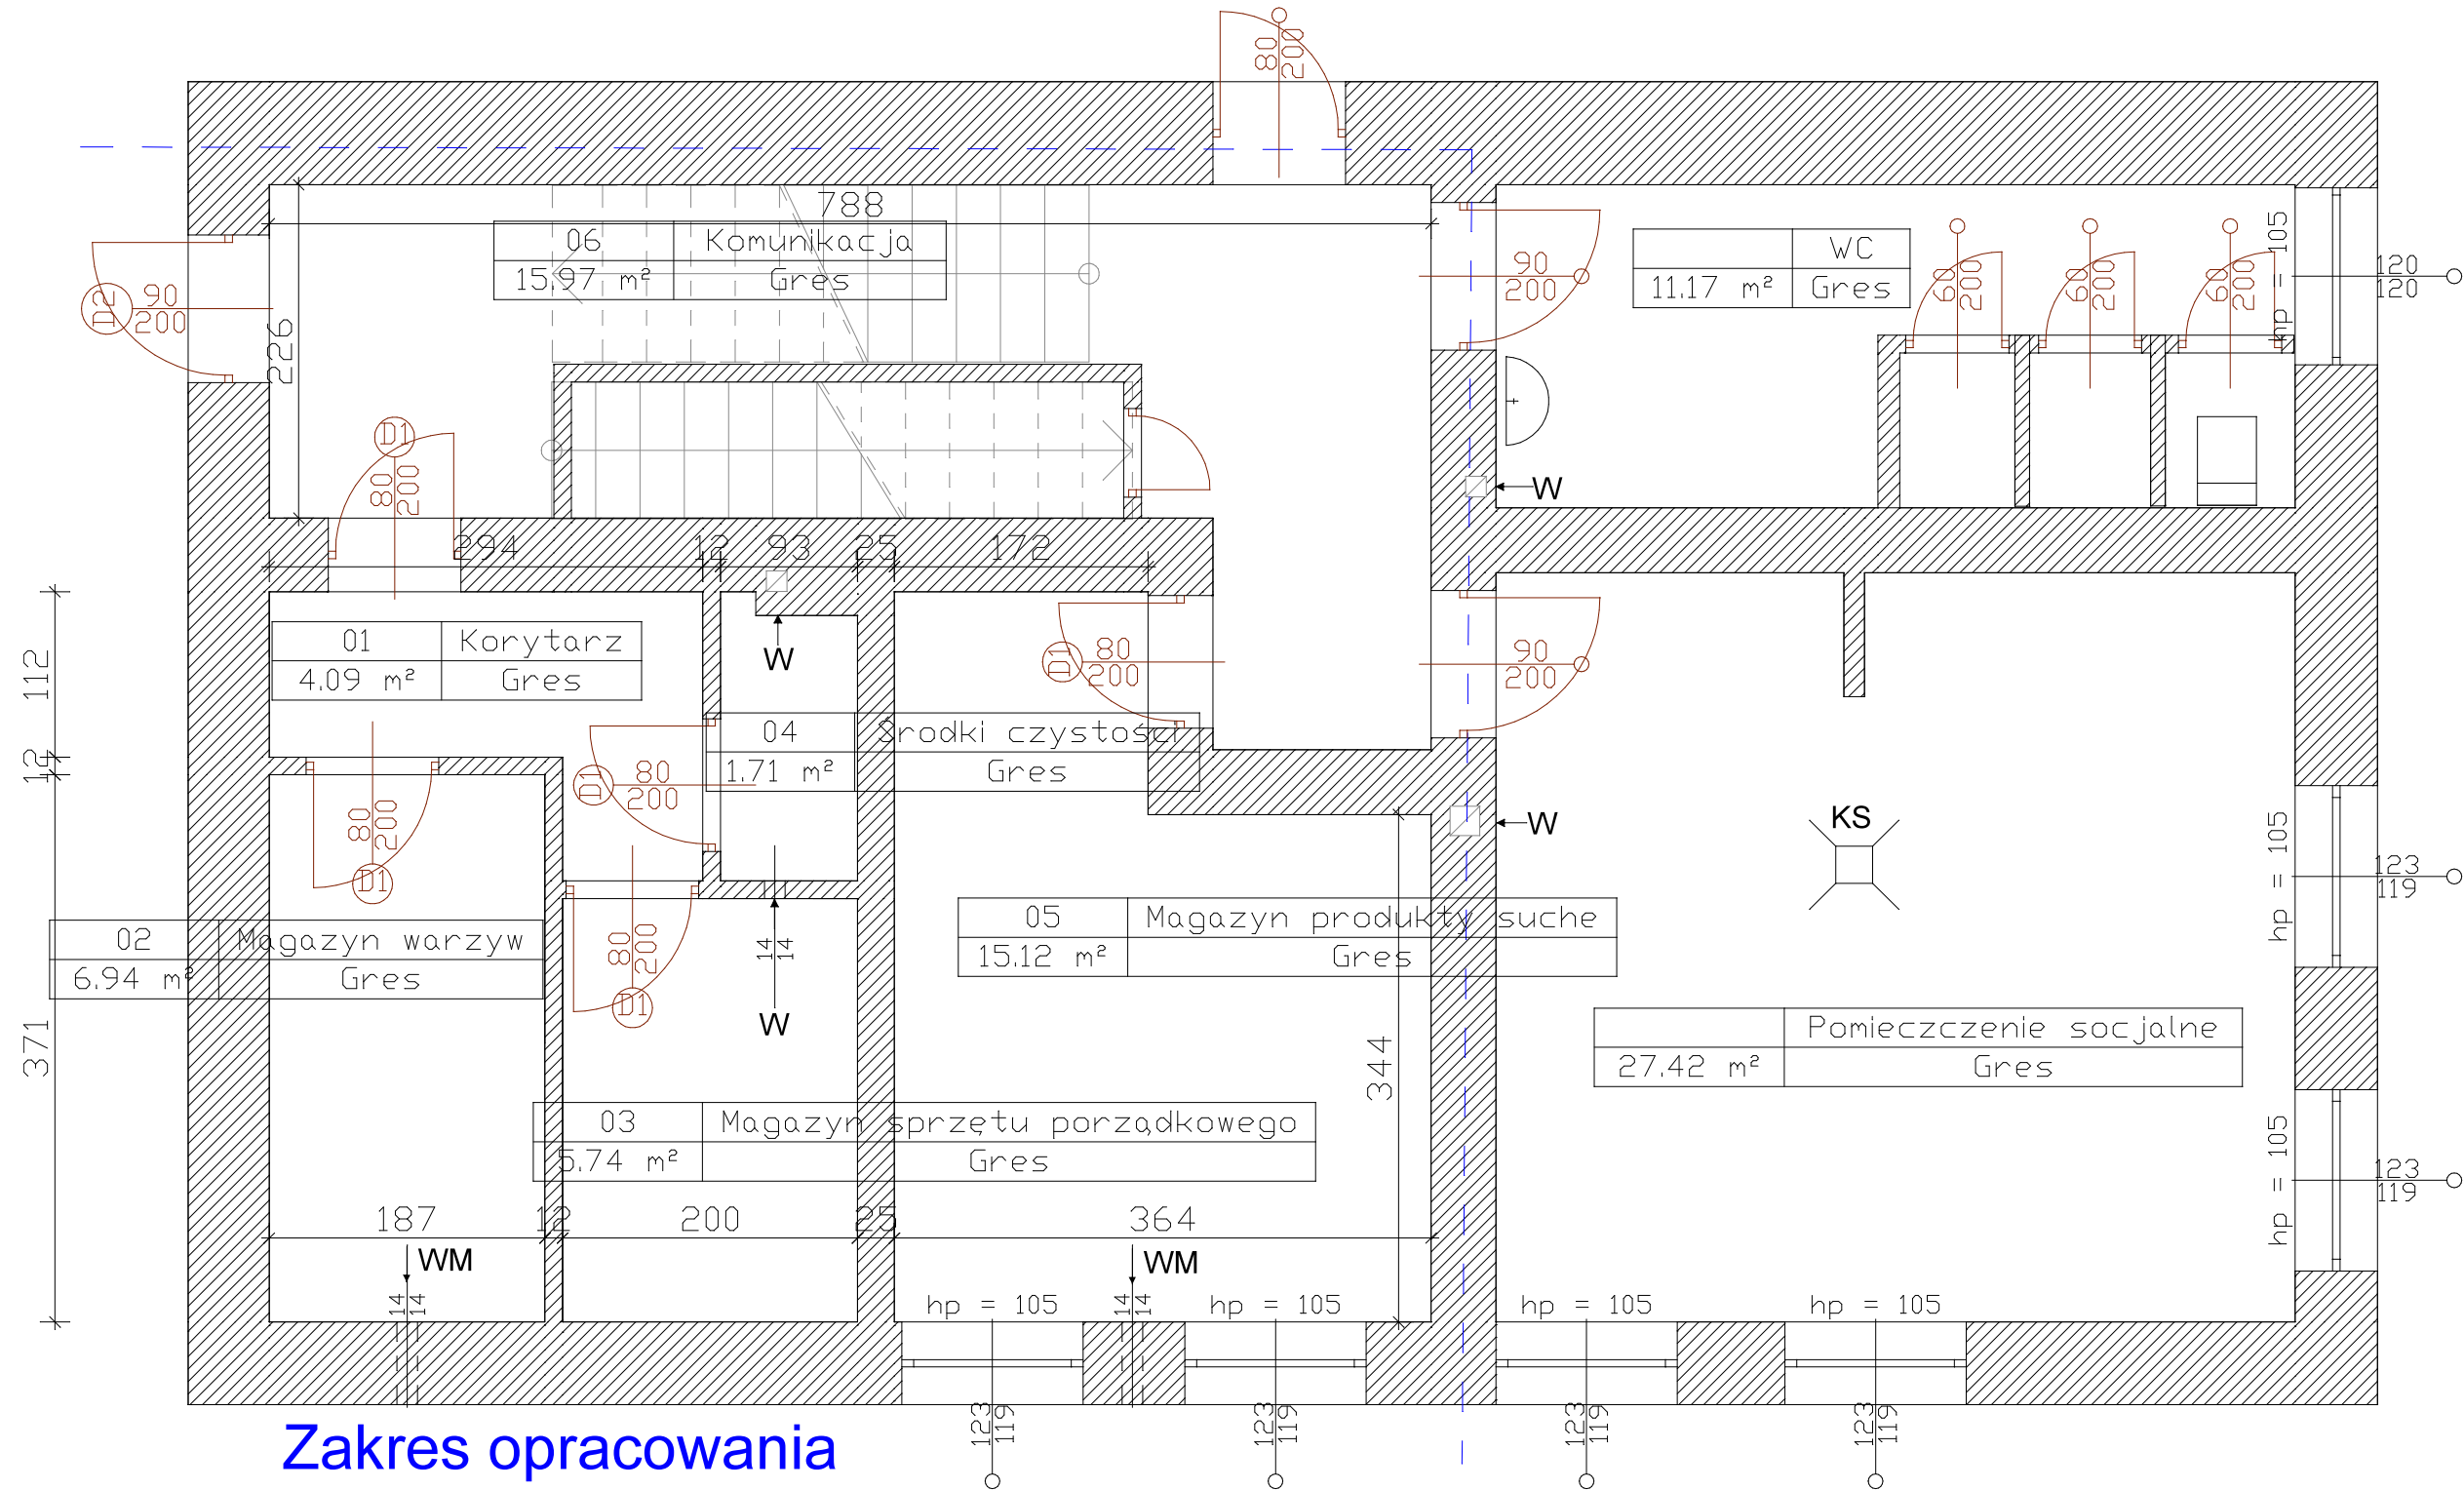 80
200
788
06 Komunikacja
15.97 m² Gres
WC
11.17 m² Gres
90
200
60
200
60
200
60
200
hp = 105
120
120
D2
90
200
226
D1
80
200
W
294 12 93 25 172
112
12
371
01 Korytarz
4.09 m² Gres
W
D1
80
200
90
200
04 Środki czystości
1.71 m² Gres
D1
80
200
D1
80
200
W
KS
hp = 105
123
119
02 Magazyn warzyw
6.94 m² Gres
D1
80
200
14
14
W
05 Magazyn produkty suche
15.12 m² Gres
344
Pomieczczenie socjalne
27.42 m² Gres
03 Magazyn sprzętu porządkowego
5.74 m² Gres
hp = 105
123
119
187 12 200 25 364
WM
14
14
WM
14
14
hp = 105
hp = 105
hp = 105
hp = 105
123
119
123
119
123
119
123
119
Zakres opracowania